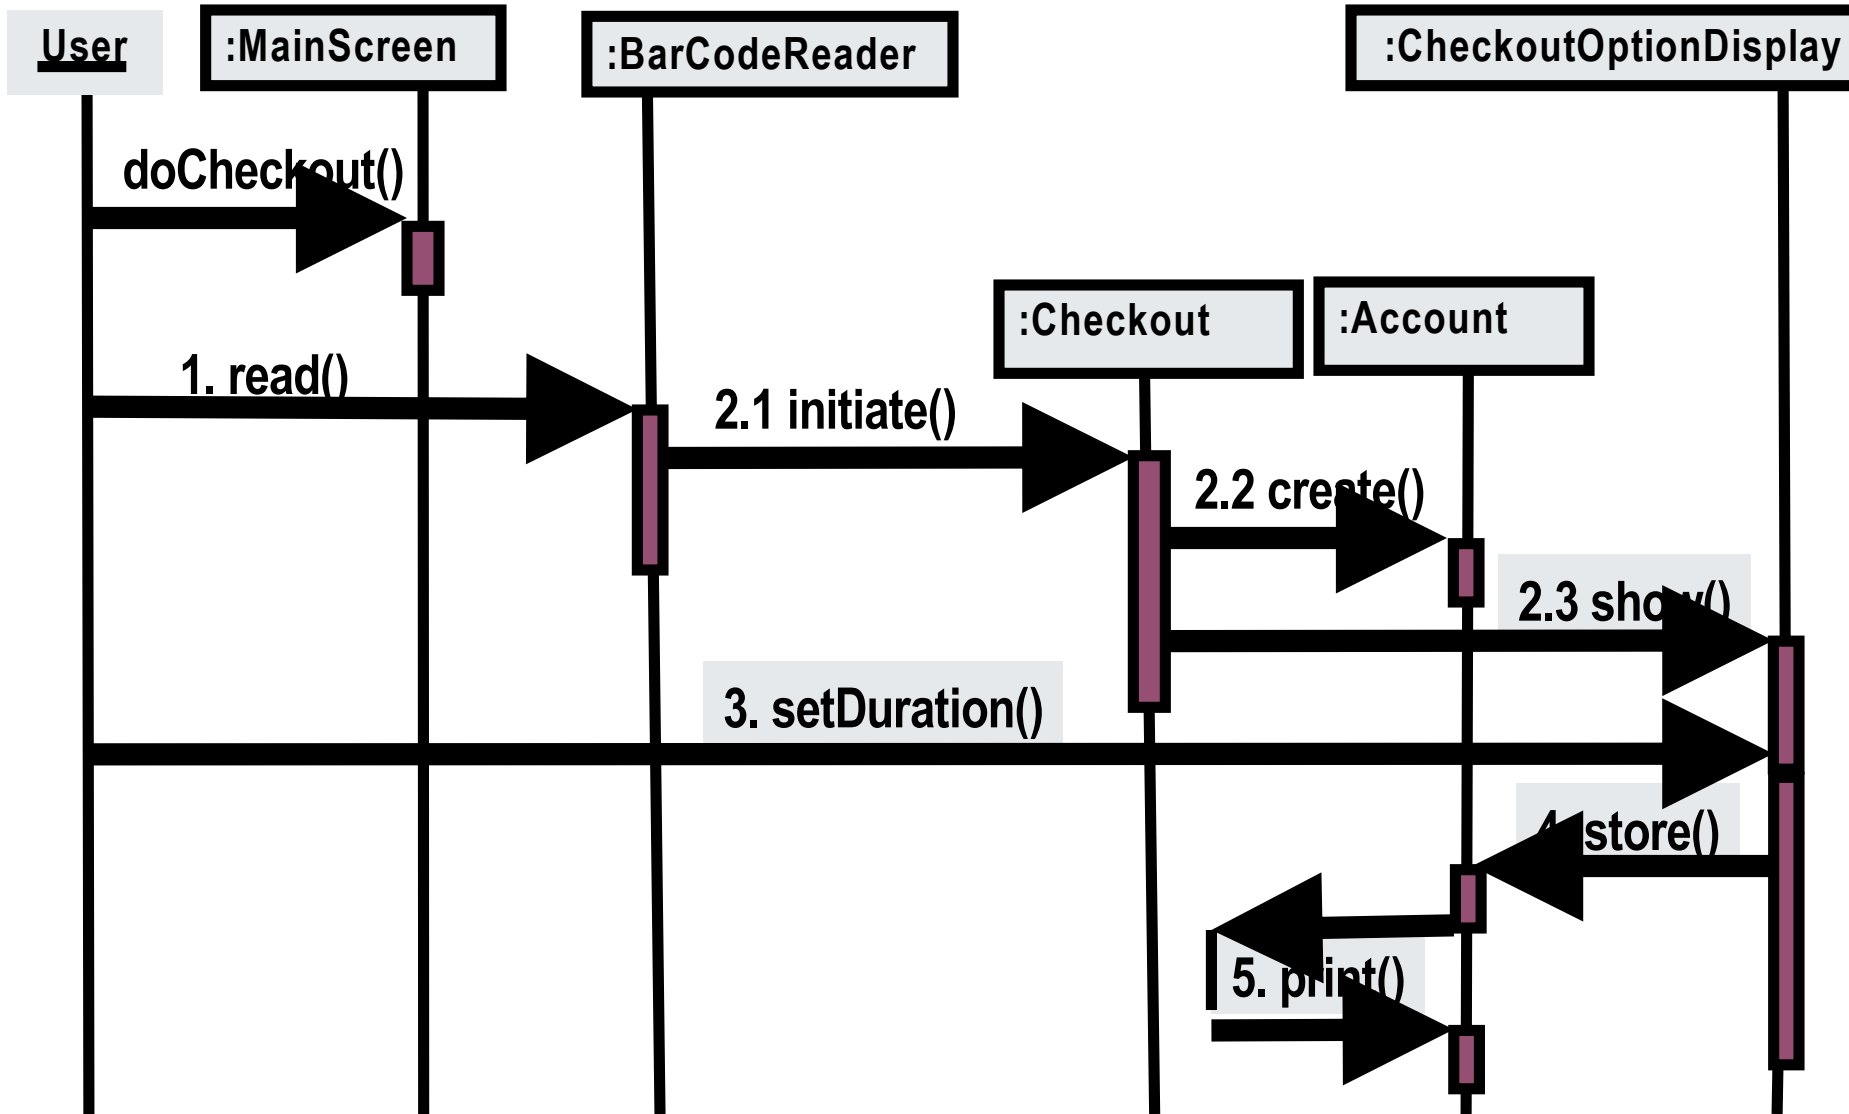 User
:MainScreen
:BarCodeReader
:CheckoutOptionDisplay
doCheckout()
:Checkout
:Account
1. read()
2.1 initiate()
2.2 create()
2.3 show()
3. setDuration()
4. store()
5. print()